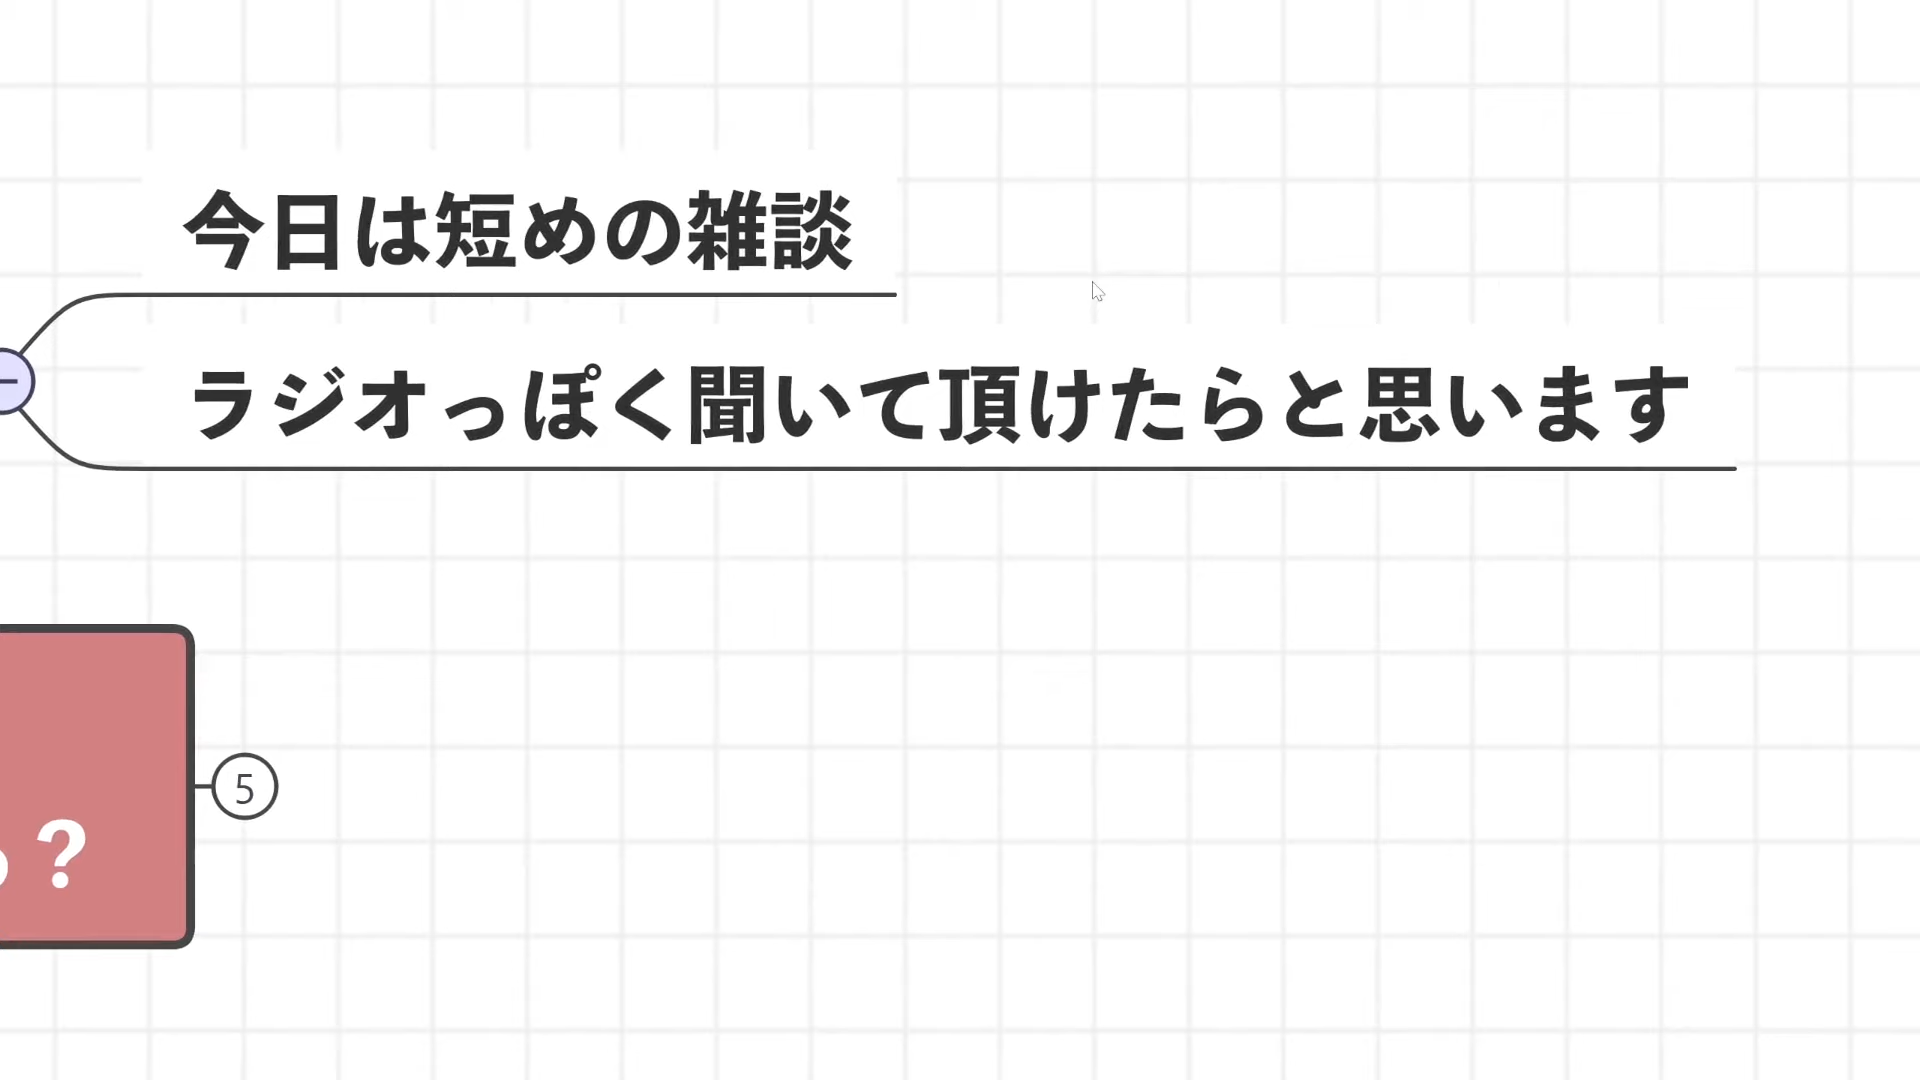 今日は短めの雑談
ラジオっぽく聞いて頂けたらと思います
5
？